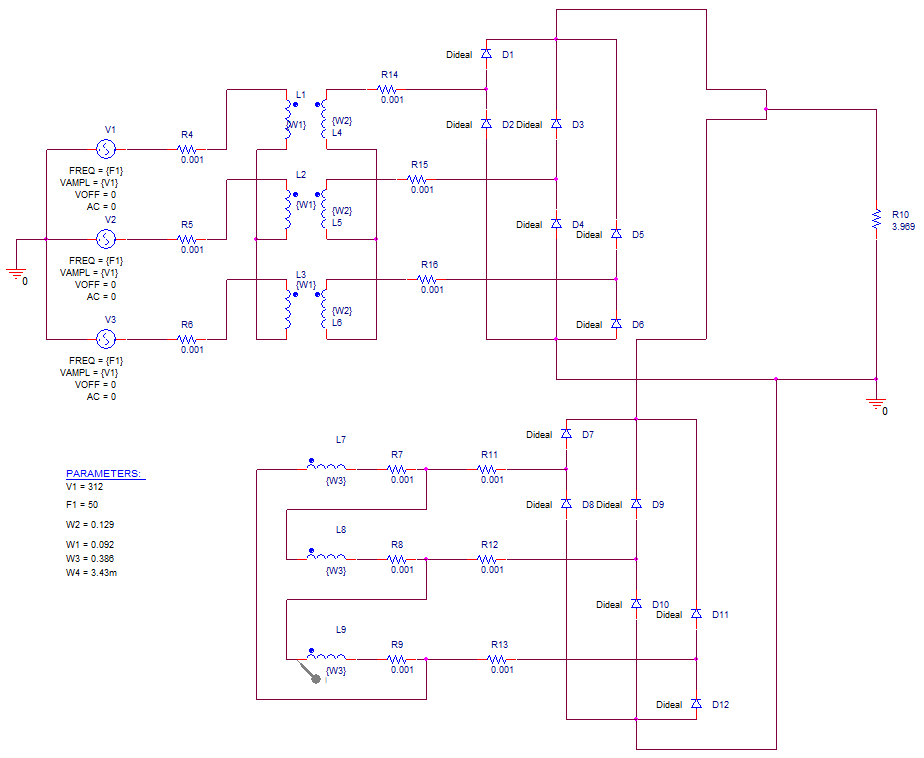 R14
0.001
Dideal D1
L1
{W1}
{W2}
L4
Dideal D2 Dideal D3
V1
R4
0.001
FREQ = {F1}
VAMPL = {V1}
VOFF = 0
AC = 0
R15
0.001
L2
{W1}
{W2}
L5
V2
R5
0.001
Dideal D4
Dideal D5
R10
3.969
FREQ = {F1}
VAMPL = {V1}
VOFF = 0
AC = 0
0
R16
0.001
L3
{W1}
{W2}
L6
V3
R6
0.001
Dideal D6
FREQ = {F1}
VAMPL = {V1}
VOFF = 0
AC = 0
0
L7
{W3}
R7
0.001
R11
0.001
Dideal D7
PARAMETERS:
V1 = 312
F1 = 50
W2 = 0.129
W1 = 0.092
W3 = 0.386
W4 = 3.43m
Dideal D8 Dideal D9
L8
{W3}
R8
0.001
R12
0.001
Dideal D10
Dideal D11
L9
{W3}
R9
0.001
R13
0.001
I
Dideal D12